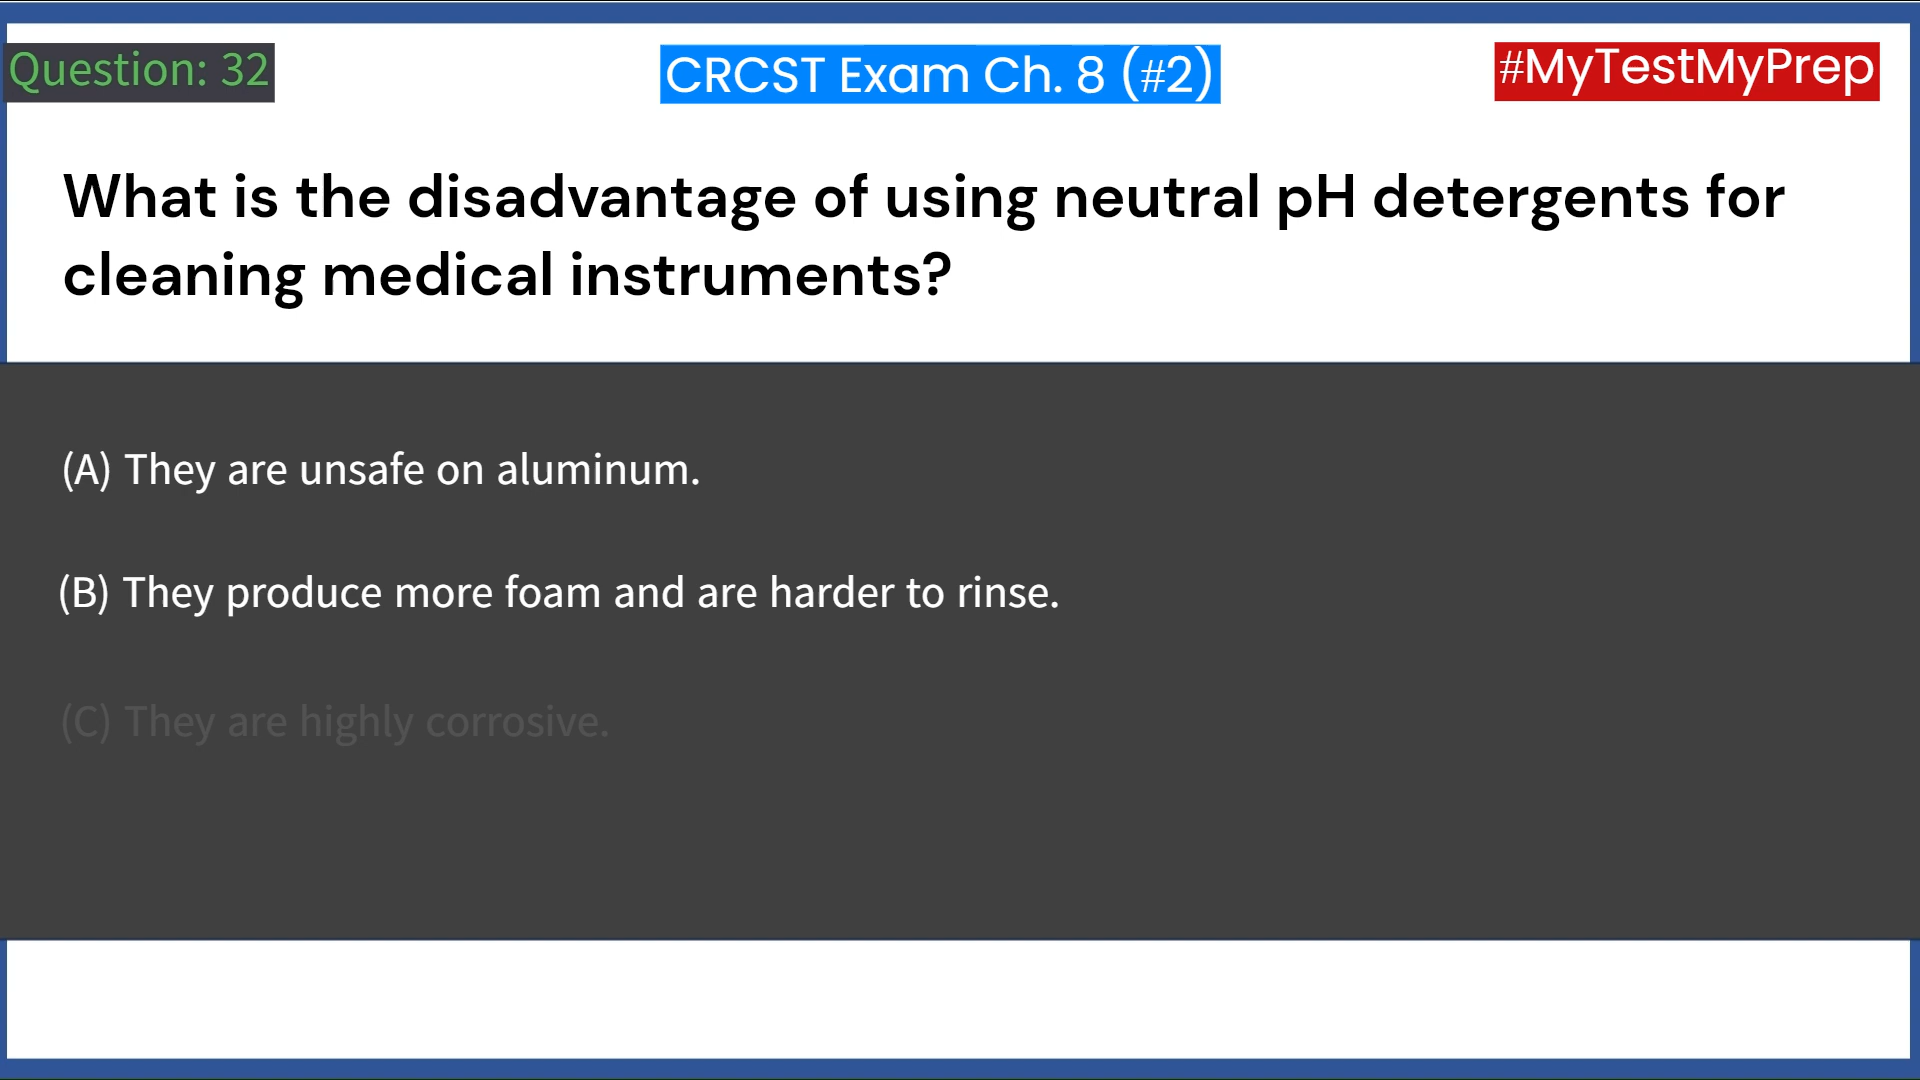 Question: 32
CRCST Exam Ch. 8 (#2)
#MyTestMyPrep
What is the disadvantage of using neutral pH detergents for
cleaning medical instruments?
(A) They are unsafe on aluminum.
(B) They produce more foam and are harder to rinse.
(C) They are highly corrosive.